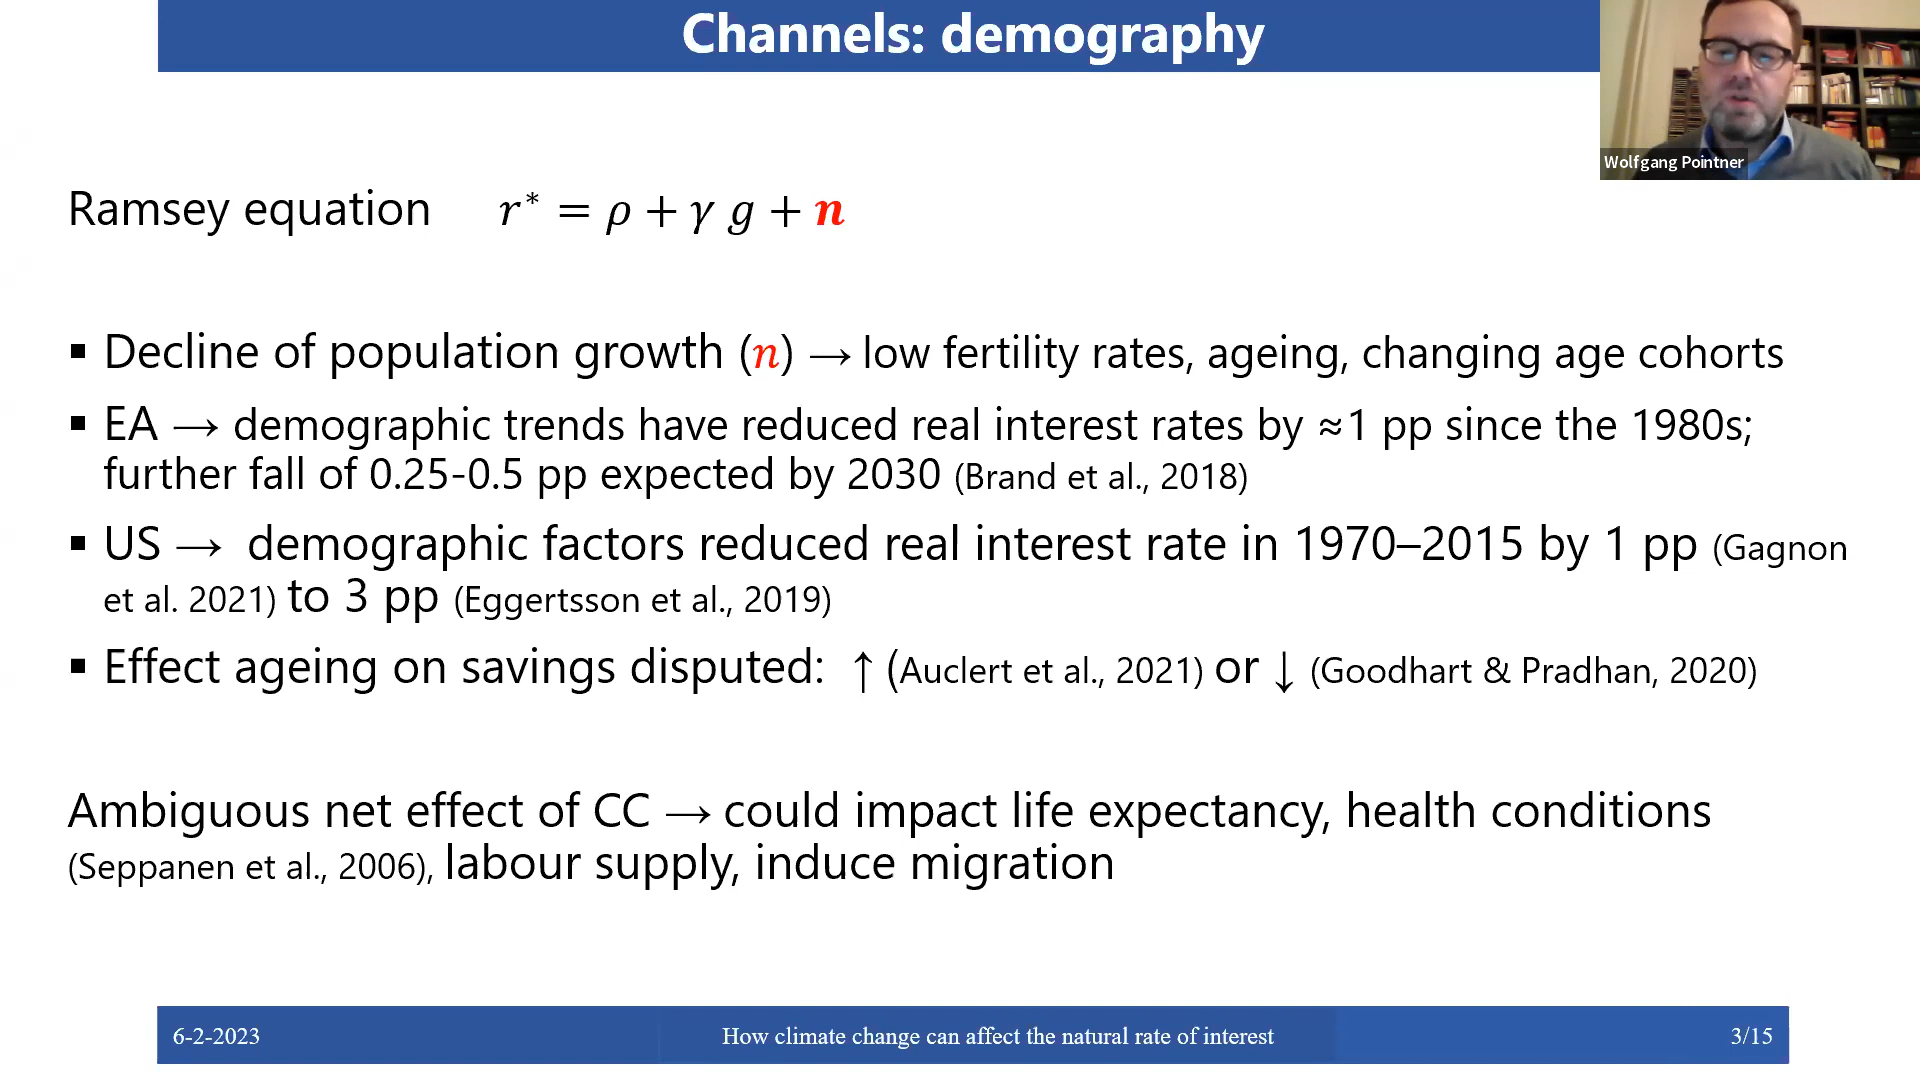 Channels: demography
Wolfgang Pointner
Ramsey equation r* = ρ + γ g + n
▪ Decline of population growth (n) → low fertility rates, ageing, changing age cohorts
▪ EA → demographic trends have reduced real interest rates by ≈1 pp since the 1980s;
further fall of 0.25-0.5 pp expected by 2030 (Brand et al., 2018)
▪ US → demographic factors reduced real interest rate in 1970–2015 by 1 pp (Gagnon
et al. 2021) to 3 pp (Eggertsson et al., 2019)
▪ Effect ageing on savings disputed: ↑ (Auclert et al., 2021) or ↓ (Goodhart & Pradhan, 2020)
Ambiguous net effect of CC → could impact life expectancy, health conditions
(Seppanen et al., 2006), labour supply, induce migration
6-2-2023 How climate change can affect the natural rate of interest 3/15